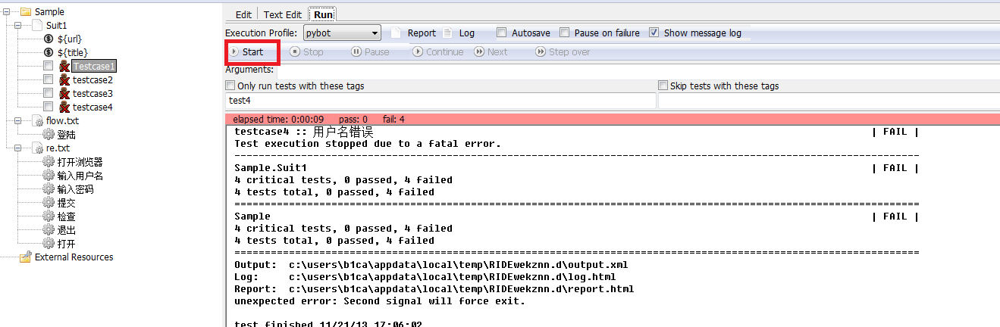 Sample
Suit1
${url}
${title}
Testcase1
testcase2
testcase3
testcase4
flow.txt
登陆
re.txt
打开浏览器
输入用户名
输入密码
提交
检查
退出
打开
External Resources
Edit Text Edit Run
Execution Profile: pybot Report Log Autosave Pause on failure Show message log
Start Stop Pause Continue Next Step over
Arguments:
Only run tests with these tags Skip tests with these tags
test4
elapsed time: 0:00:09 pass: 0 fail: 4
testcase4 :: 用户名错误 | FAIL |
Test execution stopped due to a fatal error.
Sample.Suit1 | FAIL |
4 critical tests, 0 passed, 4 failed
4 tests total, 0 passed, 4 failed
Sample | FAIL |
4 critical tests, 0 passed, 4 failed
4 tests total, 0 passed, 4 failed
Output: c:\users\b1ca\appdata\local\temp\RIDEwekznn.d\output.xml
Log: c:\users\b1ca\appdata\local\temp\RIDEwekznn.d\log.html
Report: c:\users\b1ca\appdata\local\temp\RIDEwekznn.d\report.html
unexpected error: Second signal will force exit.
test finished 11/21/13 17:06:02